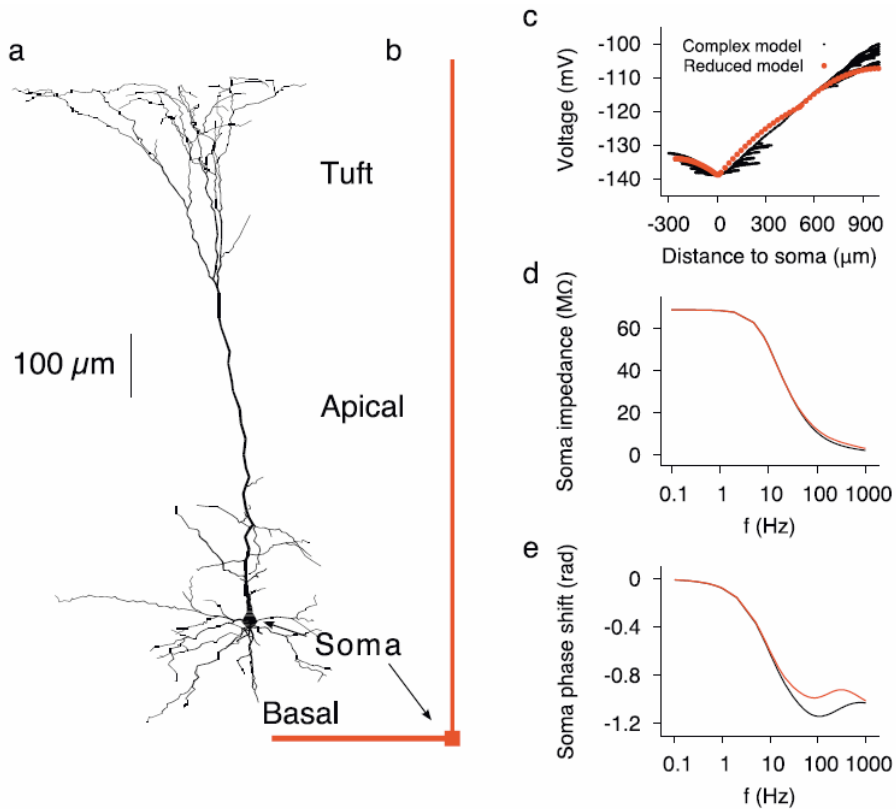 a
b
Tuft
100 μm
Apical
Soma
Basal
c
Voltage (mV)
-100
-110
-120
-130
-140
Complex model
Reduced model
-300 0 300 600 900
Distance to soma (μm)
d
Soma impedance (MΩ)
60
40
20
0
0.1 1 10 100 1000
f (Hz)
e
Soma phase shift (rad)
0
-0.4
-0.8
-1.2
0.1 1 10 100 1000
f (Hz)